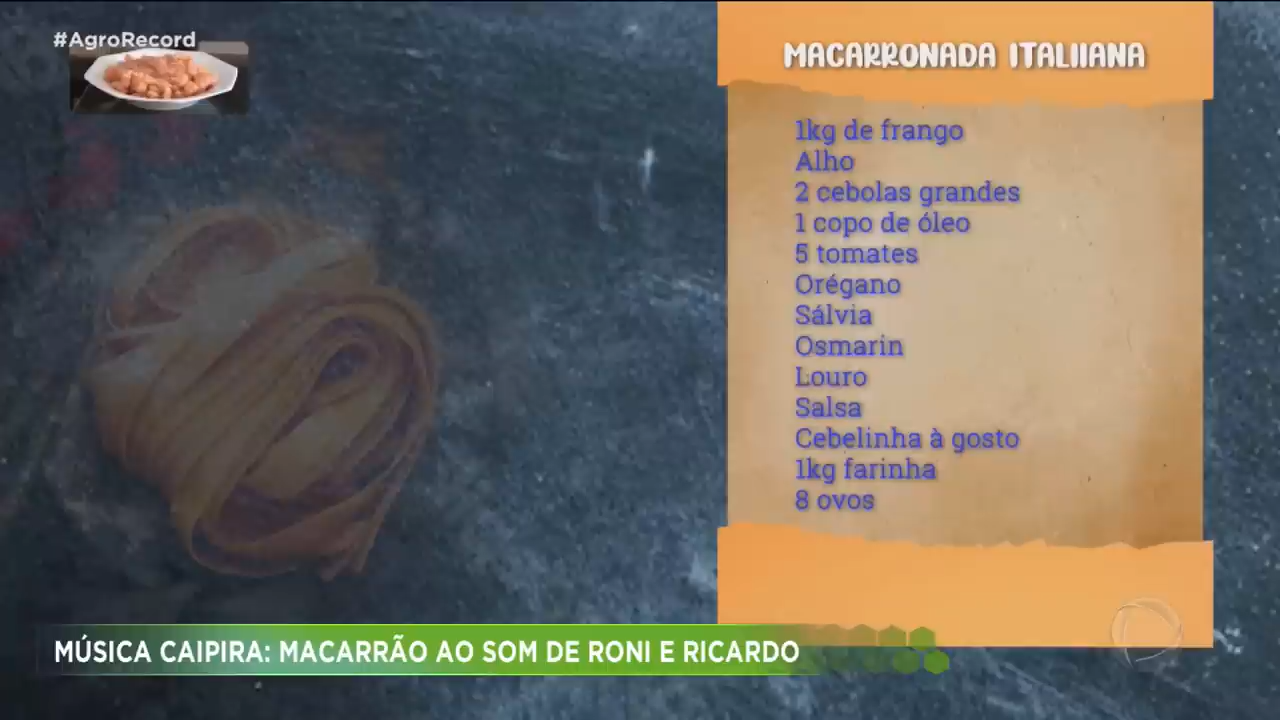 #AgroRecord
MACARRONADA ITALIIANA
1kg de frango
Alho
2 cebolas grandes
1 copo de óleo
5 tomates
Orégano
Sálvia
Osmarin
Louro
Salsa
Cebelinha à gosto
1kg farinha
8 ovos
MÚSICA CAIPIRA: MACARRÃO AO SOM DE RONI E RICARDO